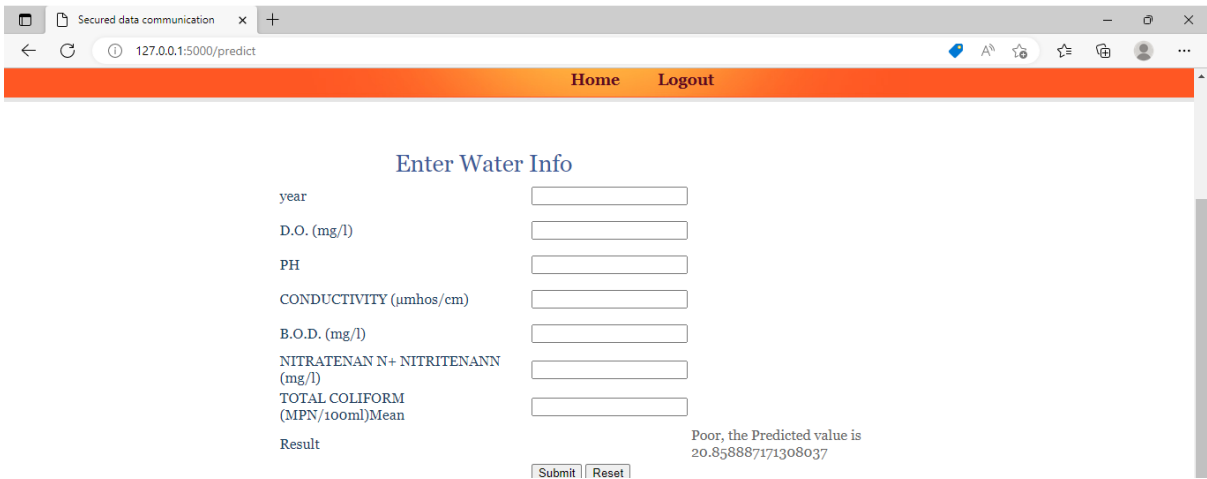 Secured data communication
127.0.0.1:5000/predict
Home Logout
Enter Water Info
year
D.O. (mg/l)
PH
CONDUCTIVITY (µmhos/cm)
B.O.D. (mg/l)
NITRATENAN N+ NITRITENANN
(mg/l)
TOTAL COLIFORM
(MPN/100ml)Mean
Result
Poor, the Predicted value is
20.858887171308037
Submit Reset